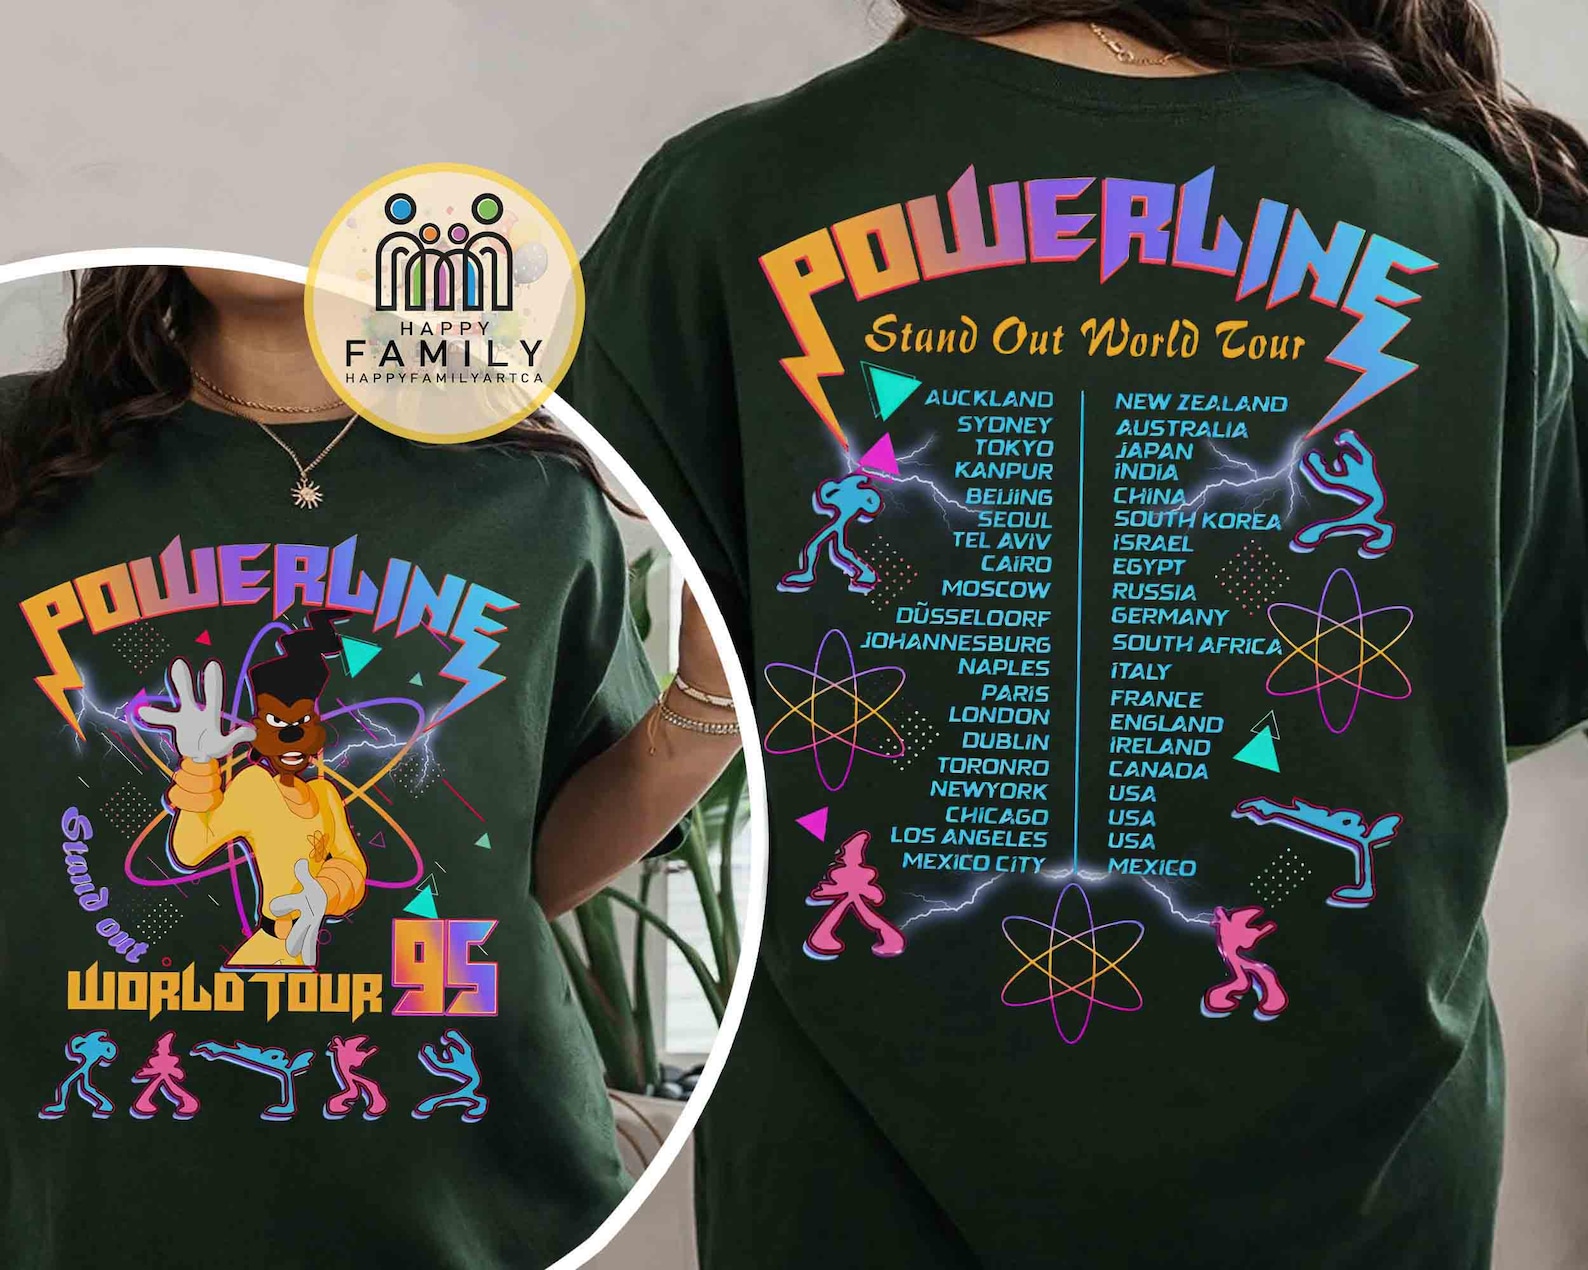 HAPPY
FAMILY
HAPPYFAMILYARTCA
POWERLINE
Stand out
WORLD TOUR 95
POWERLINE
Stand Out World Tour
AUCKLAND NEW ZEALAND
SYDNEY AUSTRALIA
TOKYO JAPAN
KANPUR INDIA
BEIJING CHINA
SEOUL SOUTH KOREA
TEL AVIV ISRAEL
CAIRO EGYPT
MOSCOW RUSSIA
DŨSSELOORF GERMANY
JOHANNESBURG SOUTH AFRICA
NAPLES ITALY
PARIS FRANCE
LONDON ENGLAND
DUBLIN IRELAND
TORONRO CANADA
NEWYORK USA
CHICAGO USA
LOS ANGELES USA
MEXICO CITY MEXICO